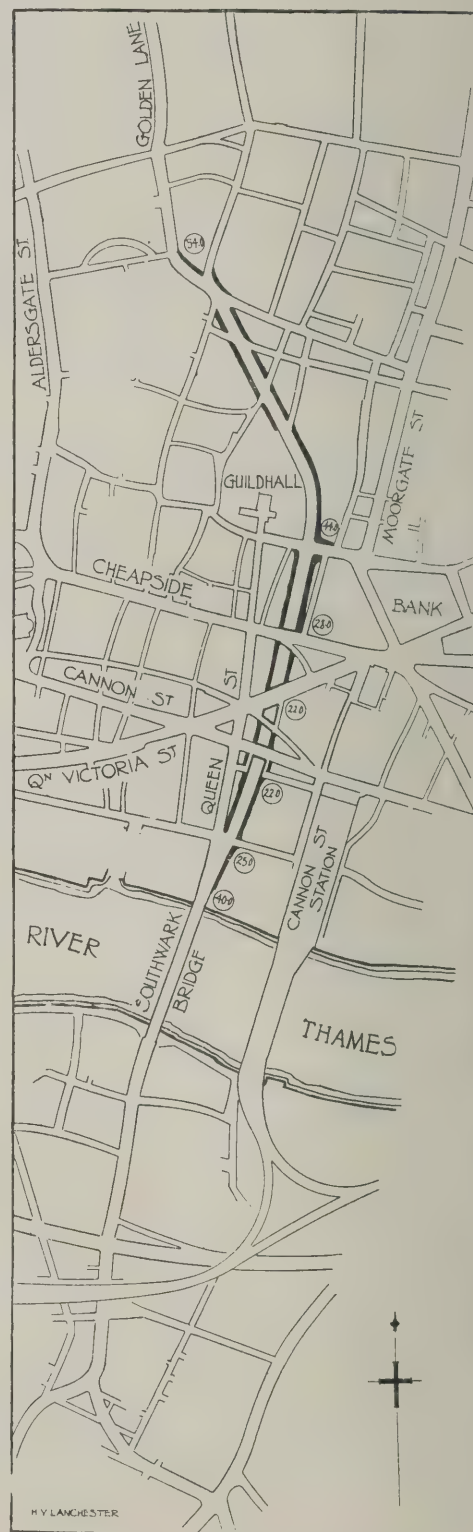 GOLDEN LANE
ALDERSGATE ST.
54.0
GUILDHALL
MOORGATE ST
44.0
CHEAPSIDE
BANK
28.0
CANNON ST
ST
22.0
QN VICTORIA ST
QUEEN
22.0
CANNON ST
STATION
25.0
40.0
RIVER
SOUTHWARK
BRIDGE
THAMES
H V LANCHESTER